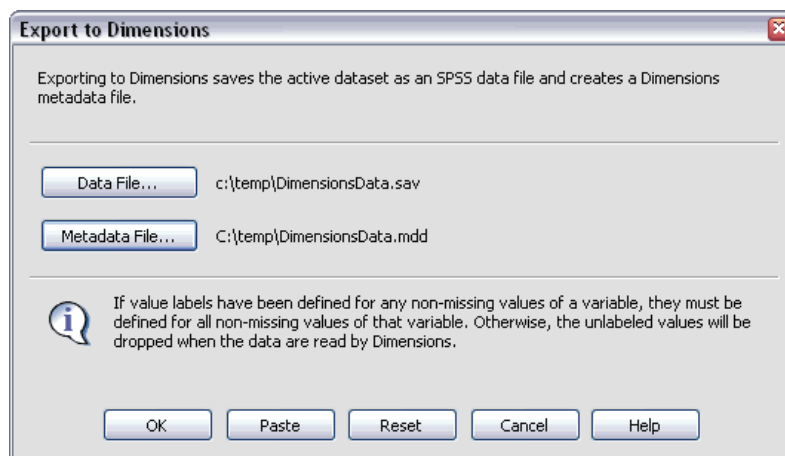 Export to Dimensions
Exporting to Dimensions saves the active dataset as an SPSS data file and creates a Dimensions
metadata file.
Data File... c:\temp\DimensionsData.sav
Metadata File... C:\temp\DimensionsData.mdd
If value labels have been defined for any non-missing values of a variable, they must be
defined for all non-missing values of that variable. Otherwise, the unlabeled values will be
dropped when the data are read by Dimensions.
OK Paste Reset Cancel Help